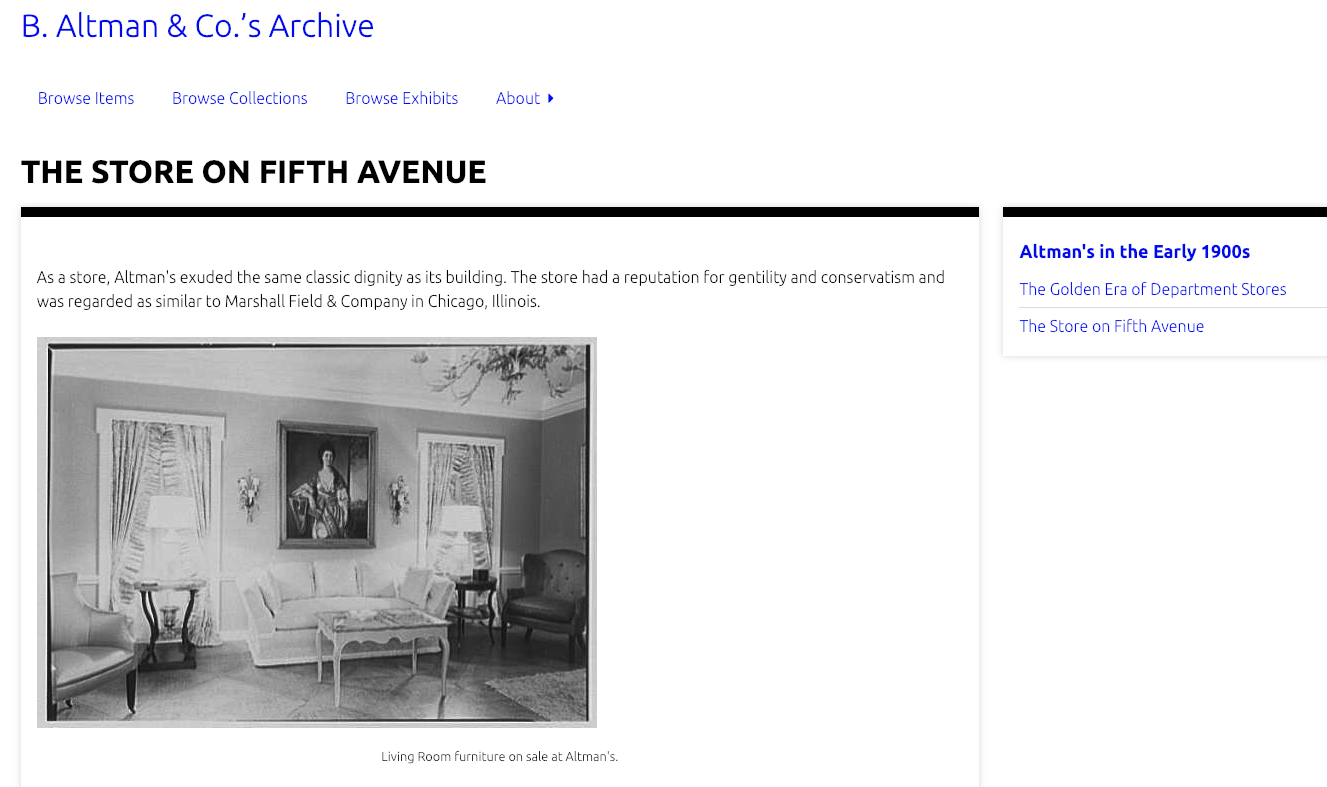 B. Altman & Co.’s Archive
Browse Items Browse Collections Browse Exhibits About
THE STORE ON FIFTH AVENUE
As a store, Altman's exuded the same classic dignity as its building. The store had a reputation for gentility and conservatism and
was regarded as similar to Marshall Field & Company in Chicago, Illinois.
Living Room furniture on sale at Altman's.
Altman's in the Early 1900s
The Golden Era of Department Stores
The Store on Fifth Avenue